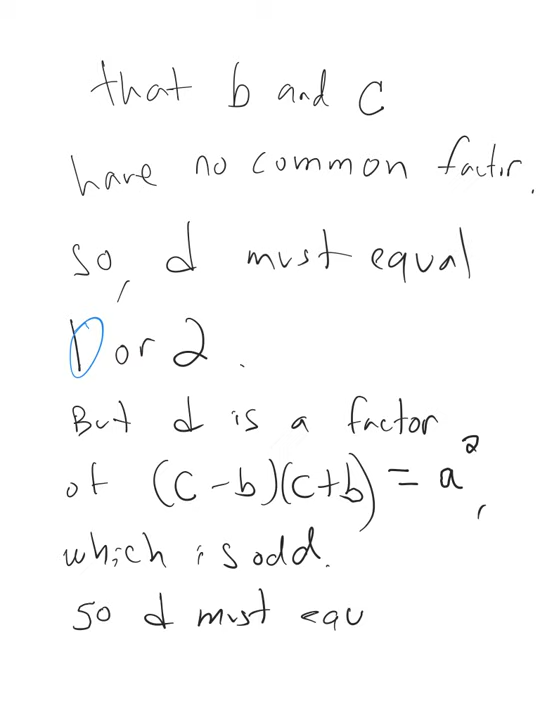 that b and c
have no common factor.
so, d must equal
1 or 2.
But d is a factor
of (c-b)(c+b) = a²,
which is odd.
so d must equ